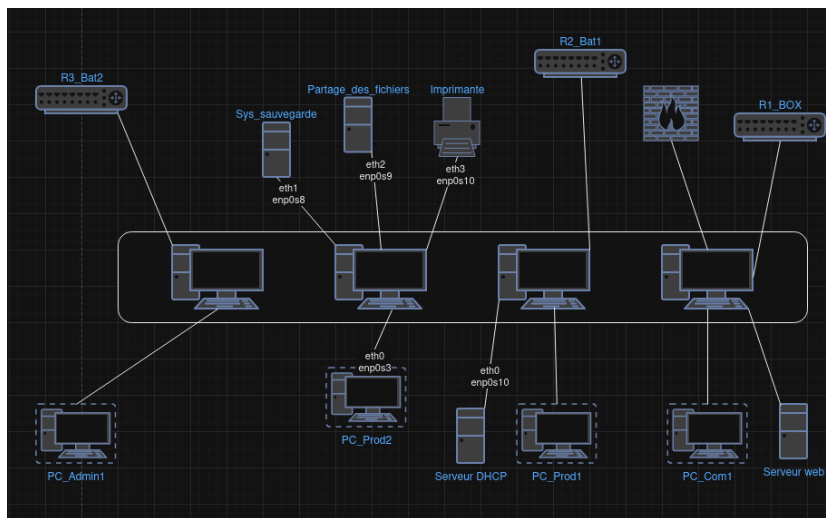 R2_Bat1
R3_Bat2
Partage_des_fichiers
Imprimante
R1_BOX
Sys_sauvegarde
eth2
enp0s9
eth3
enp0s10
eth1
enp0s8
eth0
enp0s3
eth0
enp0s10
PC_Prod2
PC_Admin1
Serveur DHCP
PC_Prod1
PC_Com1
Serveur web